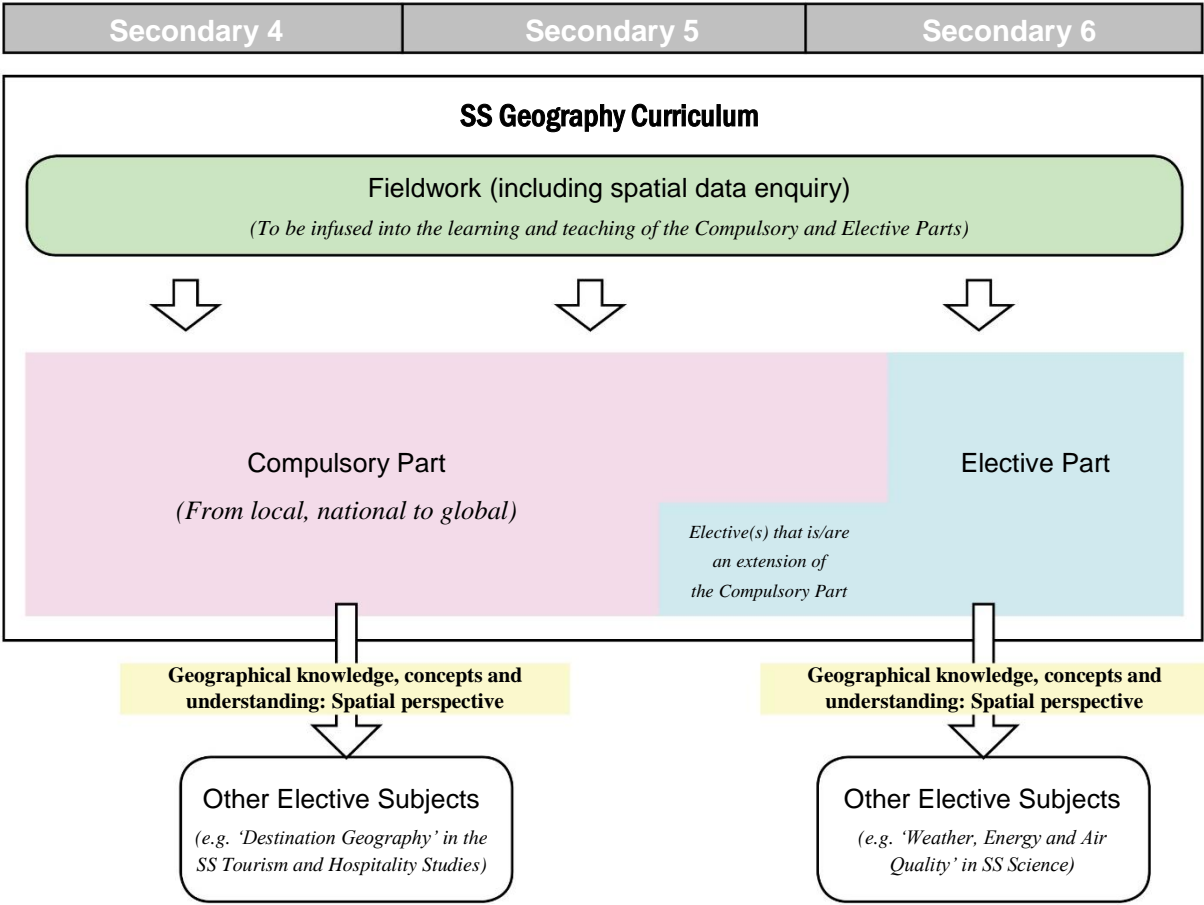 Secondary 4
Secondary 5
Secondary 6
SS Geography Curriculum
Fieldwork (including spatial data enquiry)
(To be infused into the learning and teaching of the Compulsory and Elective Parts)
Compulsory Part
(From local, national to global)
Elective Part
Elective(s) that is/are
an extension of
the Compulsory Part
Geographical knowledge, concepts and
understanding: Spatial perspective
Geographical knowledge, concepts and
understanding: Spatial perspective
Other Elective Subjects
(e.g. ‘Destination Geography’ in the
SS Tourism and Hospitality Studies)
Other Elective Subjects
(e.g. ‘Weather, Energy and Air
Quality’ in SS Science)